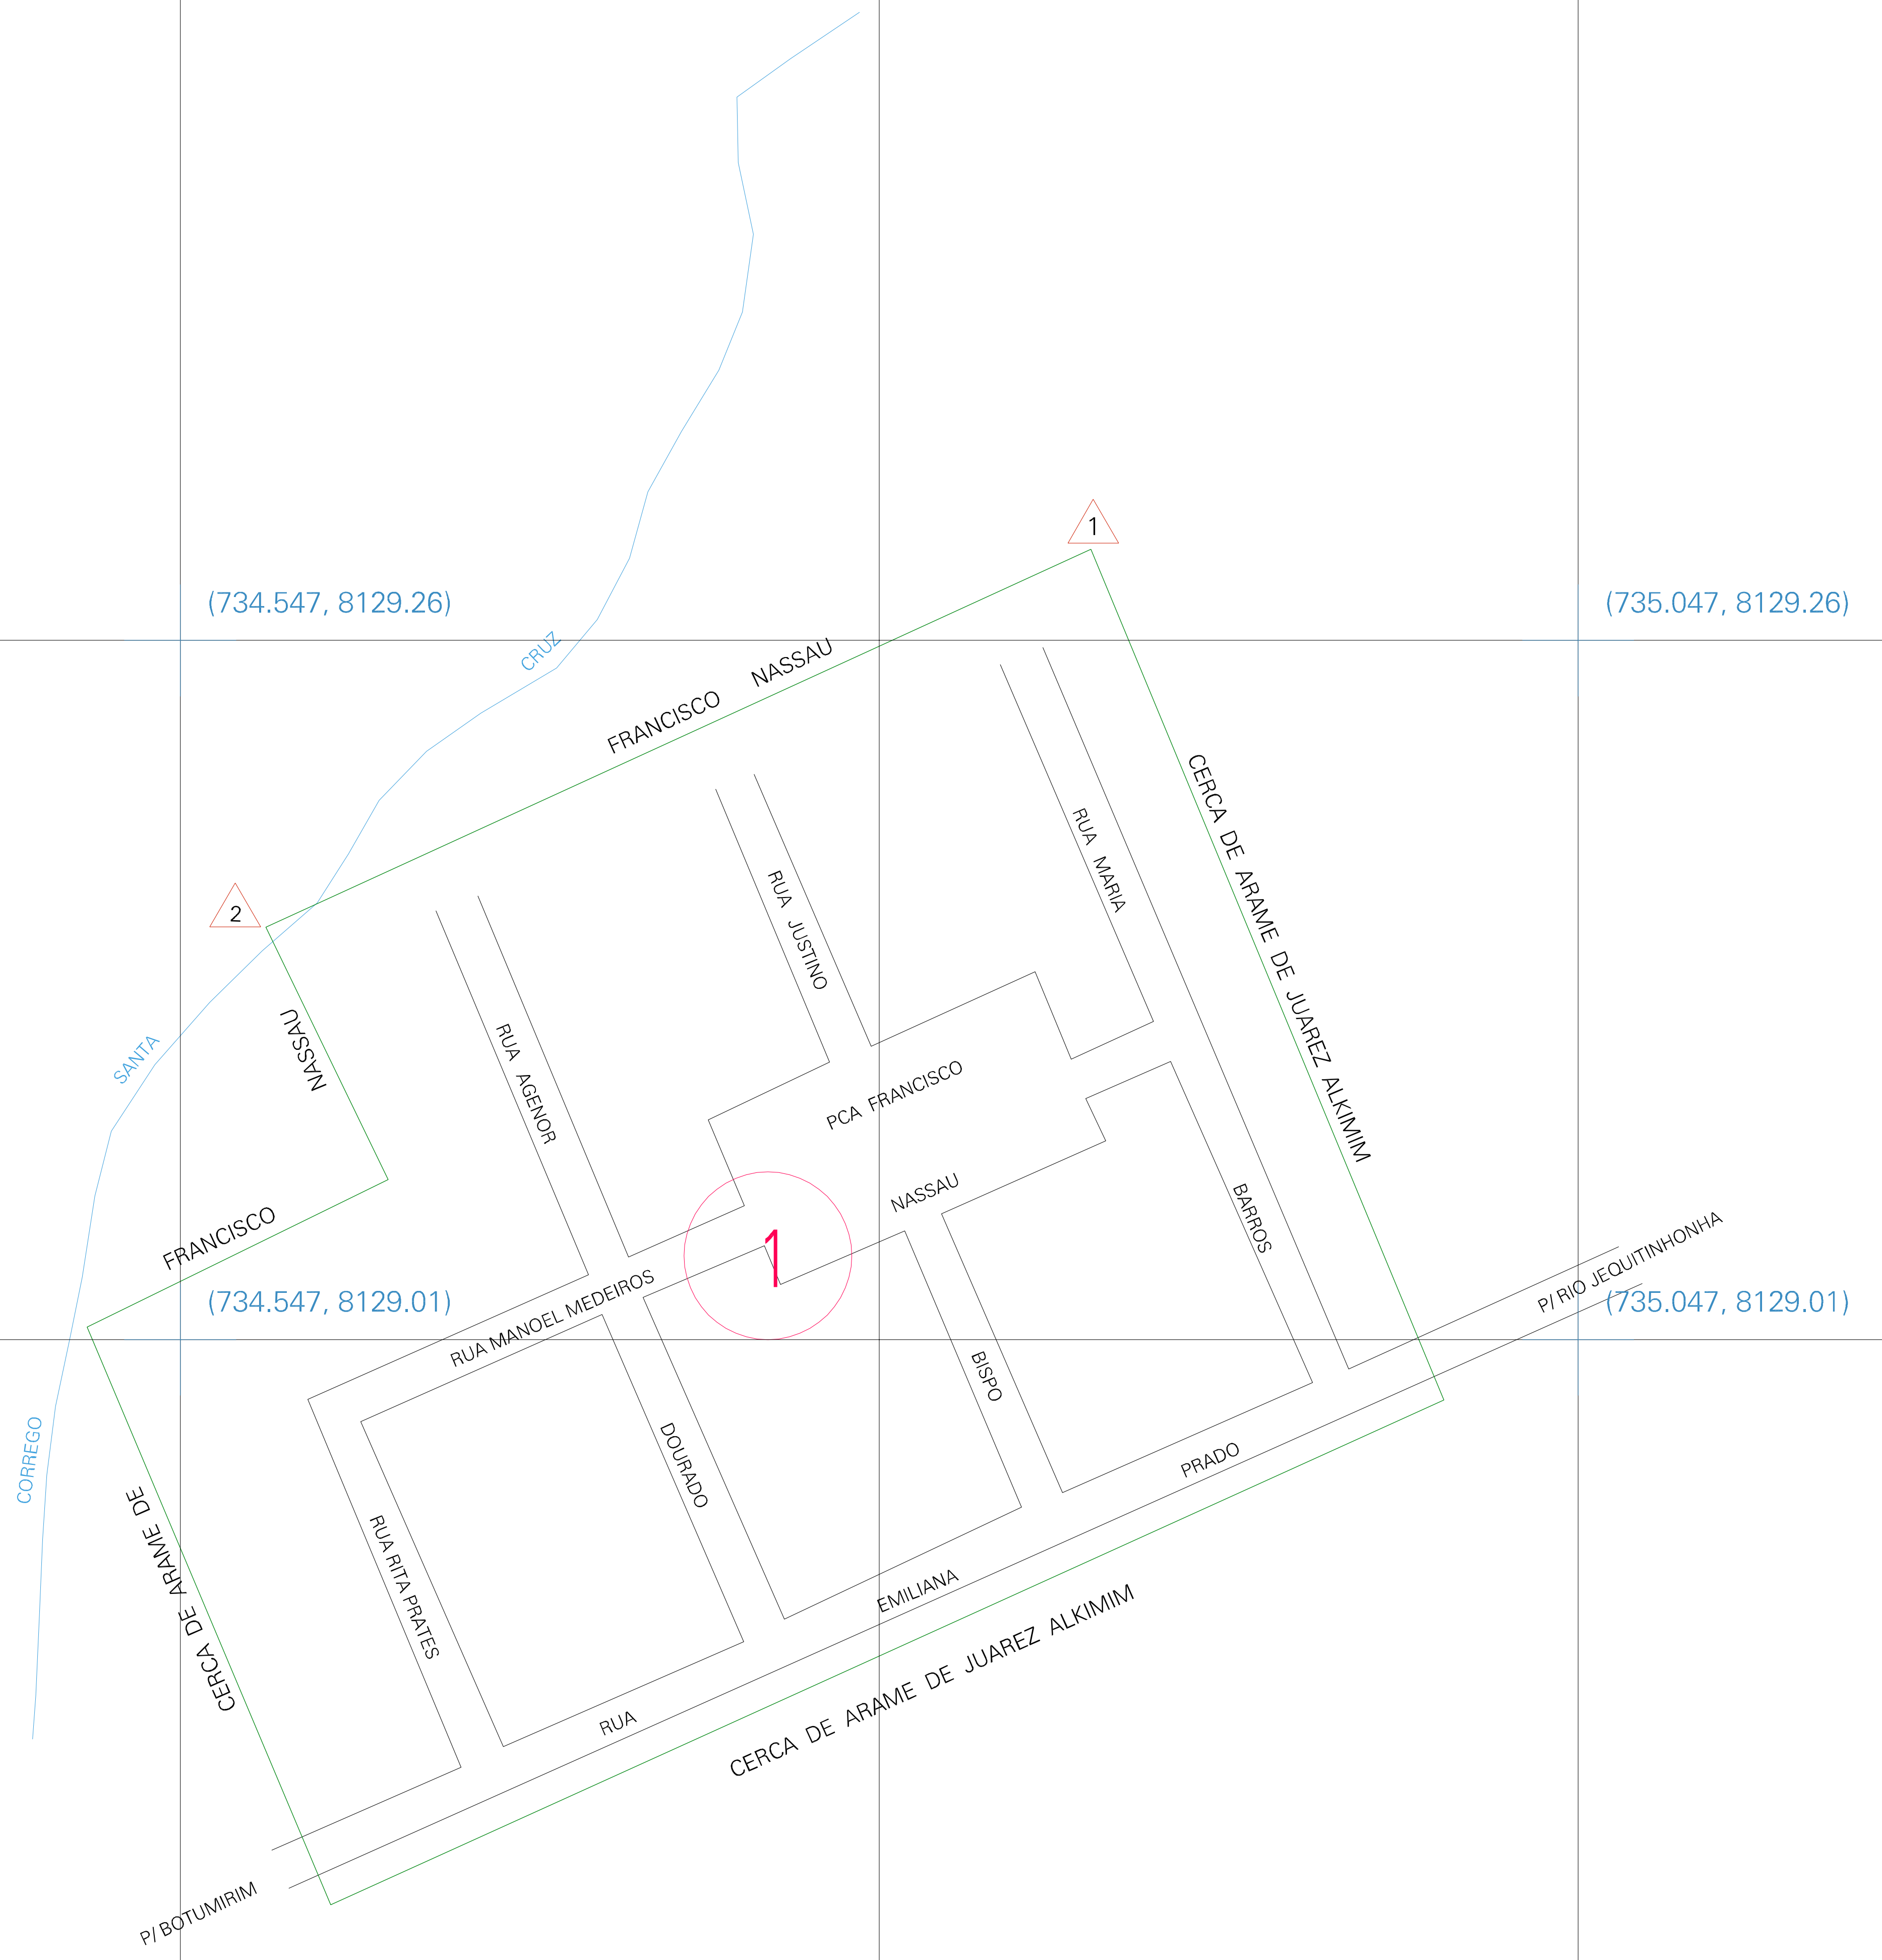 1
(734.547, 8129.26)
(735.047, 8129.26)
CRUZ
FRANCISCO NASSAU
CERCA DE ARAME DE JUAREZ ALKIMIM
RUA MARIA
RUA JUSTINO
2
NASSAU
RUA AGENOR
SANTA
PCA FRANCISCO
NASSAU
FRANCISCO
BARROS
P/ RIO JEQUITINHONHA
1
(734.547, 8129.01)
(735.047, 8129.01)
RUA MANOEL MEDEIROS
BISPO
DOURADO
CORREGO
PRADO
CERCA DE ARAME DE
RUA RITA PRATES
EMILIANA
CERCA DE ARAME DE JUAREZ ALKIMIM
RUA
P/ BOTUMIRIM